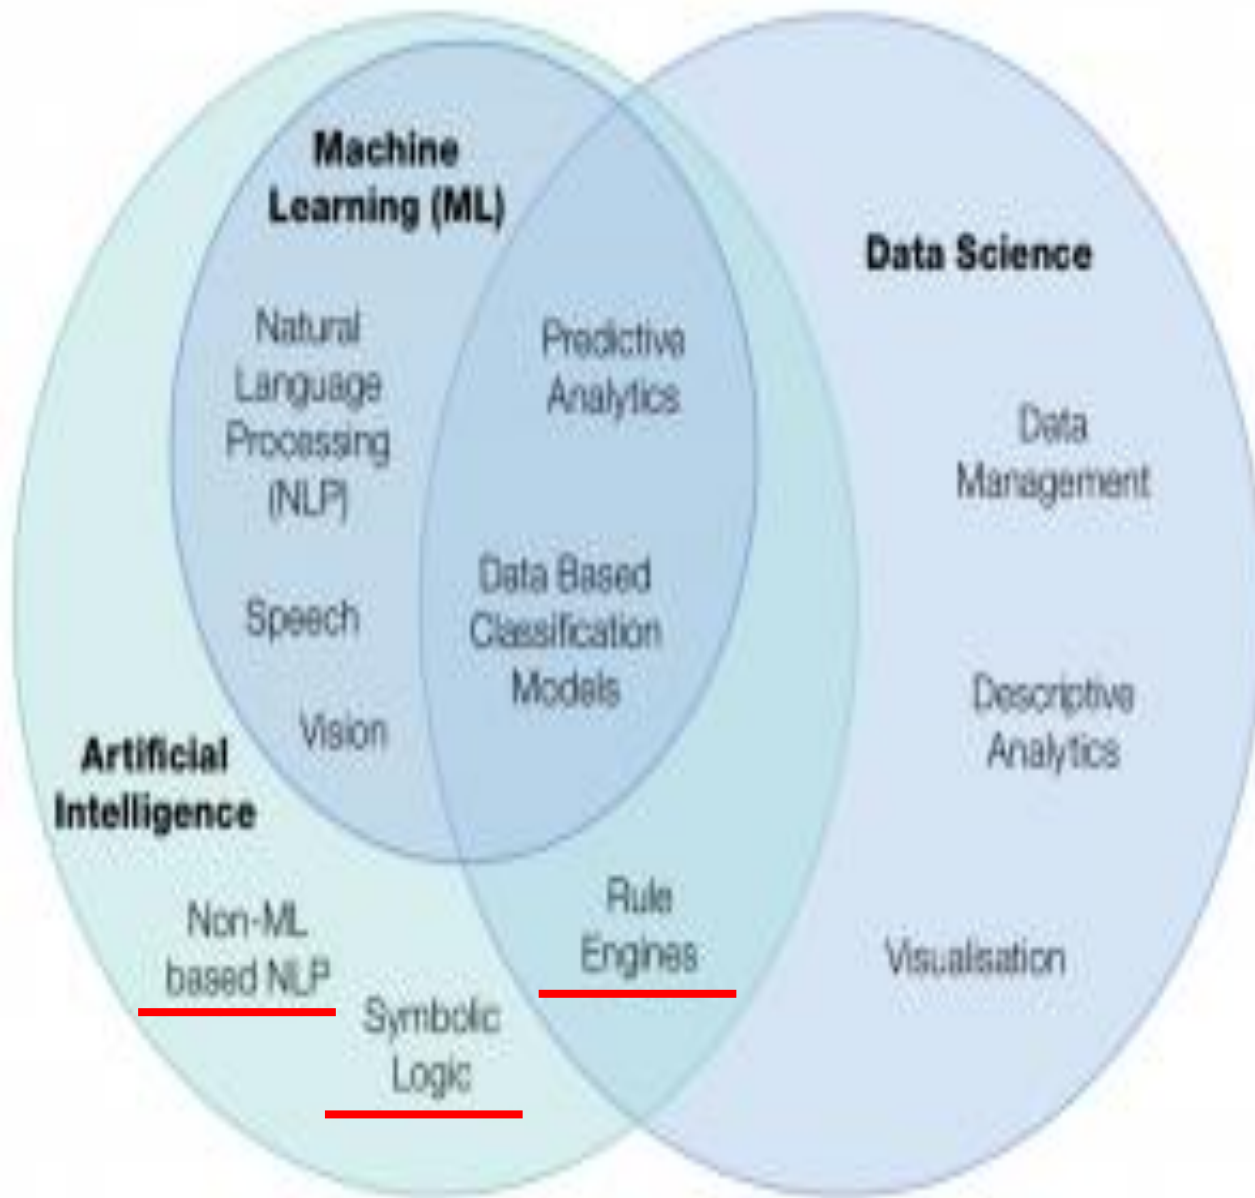 Machine
Learning (ML)
Natural
Language
Processing
(NLP)
Speech
Vision
Predictive
Analytics
Data Based
Classification
Models
Data Science
Data
Management
Descriptive
Analytics
Visualisation
Artificial
Intelligence
Non-ML
based NLP
Symbolic
Logic
Rule
Engines